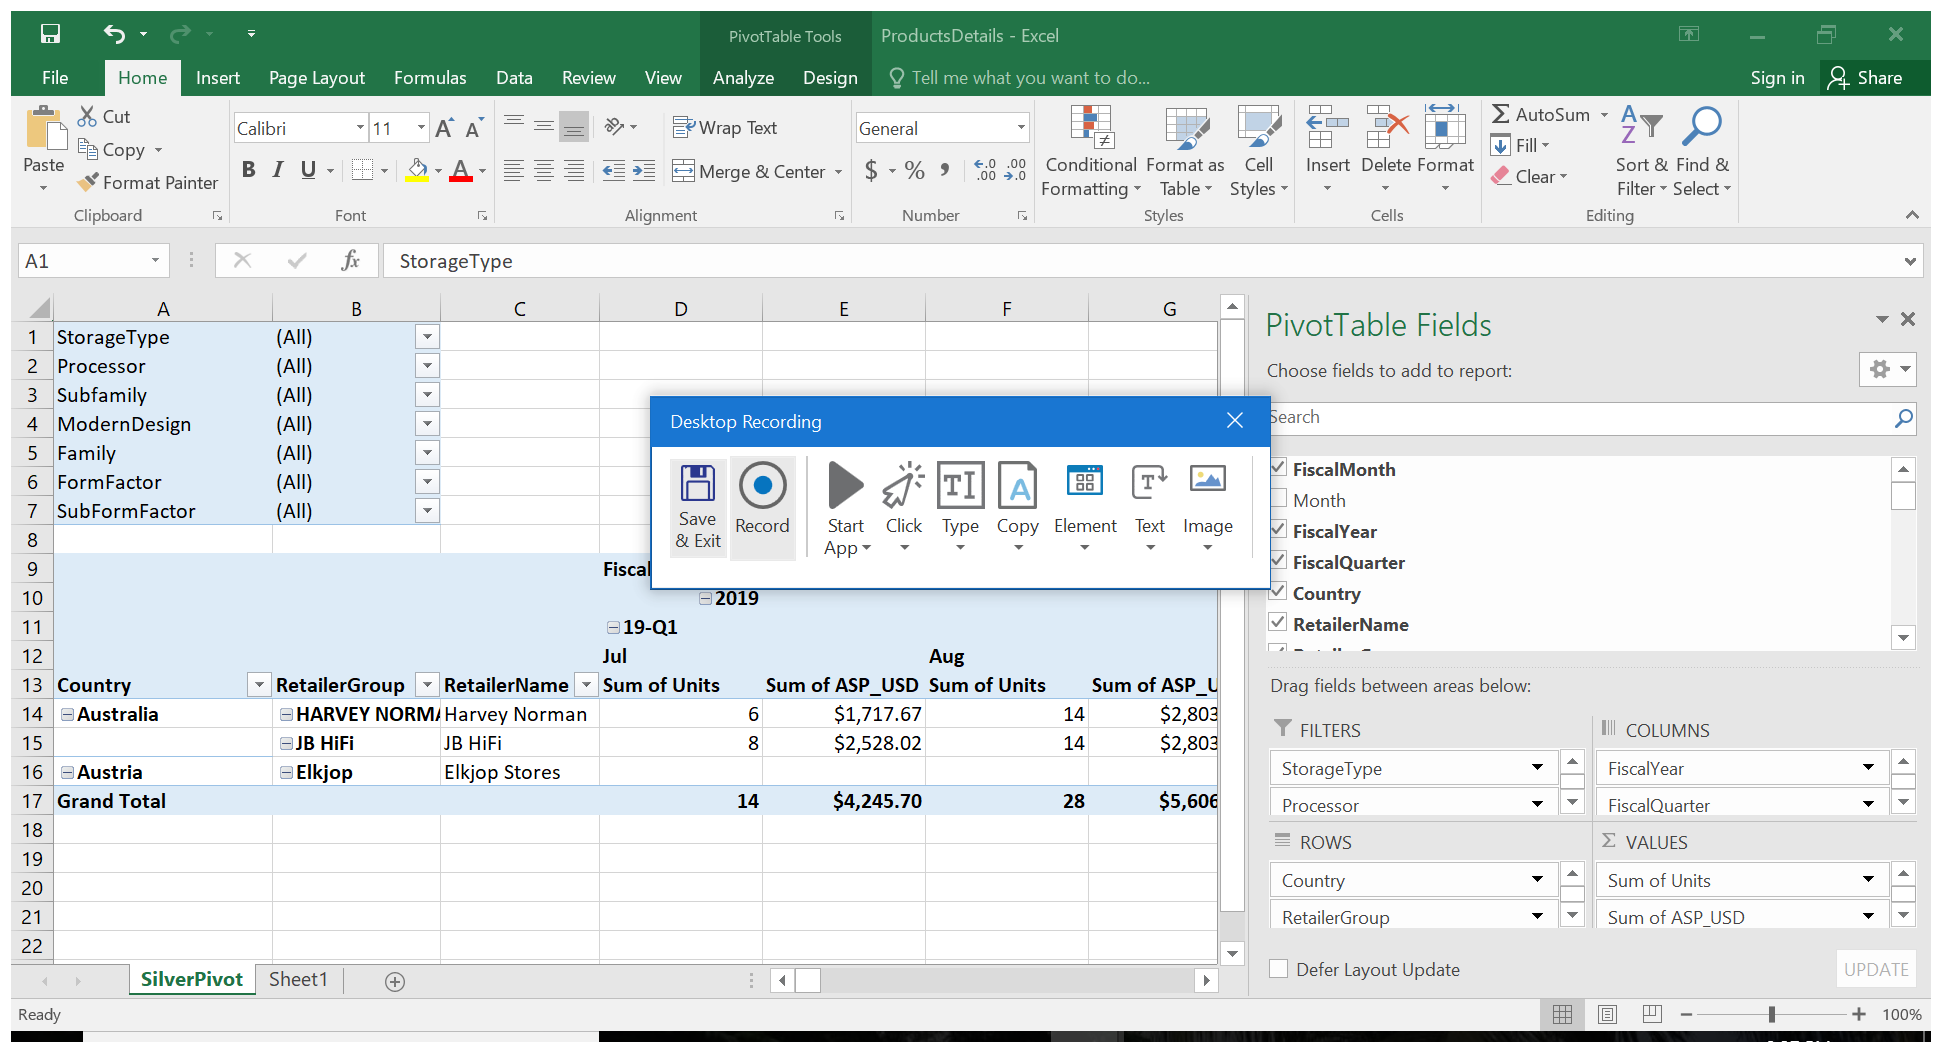 PivotTable Tools
ProductsDetails - Excel
File Home Insert Page Layout Formulas Data Review View Analyze Design Tell me what you want to do... Sign in Share
Paste
Cut
Copy
Format Painter
Clipboard
Calibri 11
B I U
Font
Wrap Text
Merge & Center
Alignment
General
$ % ,
Number
Conditional Formatting
Format as Table
Cell Styles
Styles
Insert Delete Format
Cells
AutoSum
Fill
Clear
Sort & Filter
Find & Select
Editing
A1 fx StorageType
A B C D E F G
1 StorageType (All)
2 Processor (All)
3 Subfamily (All)
4 ModernDesign (All)
5 Family (All)
6 FormFactor (All)
7 SubFormFactor (All)
8
9 Fiscal
10 2019
11 19-Q1
12 Jul Aug
13 Country RetailerGroup RetailerName Sum of Units Sum of ASP_USD Sum of Units Sum of ASP_U
14 Australia HARVEY NORMA Harvey Norman 6 $1,717.67 14 $2,803
15 JB HiFi JB HiFi 8 $2,528.02 14 $2,803
16 Austria Elkjop Elkjop Stores
17 Grand Total 14 $4,245.70 28 $5,606
18
19
20
21
22
Desktop Recording
Save & Exit
Record
Start App
Click
Type
Copy
Element
Text
Image
PivotTable Fields
Choose fields to add to report:
Search
FiscalMonth
Month
FiscalYear
FiscalQuarter
Country
RetailerName
Drag fields between areas below:
FILTERS
StorageType
Processor
COLUMNS
FiscalYear
FiscalQuarter
ROWS
Country
RetailerGroup
VALUES
Sum of Units
Sum of ASP_USD
Defer Layout Update
UPDATE
SilverPivot Sheet1
Ready
100%